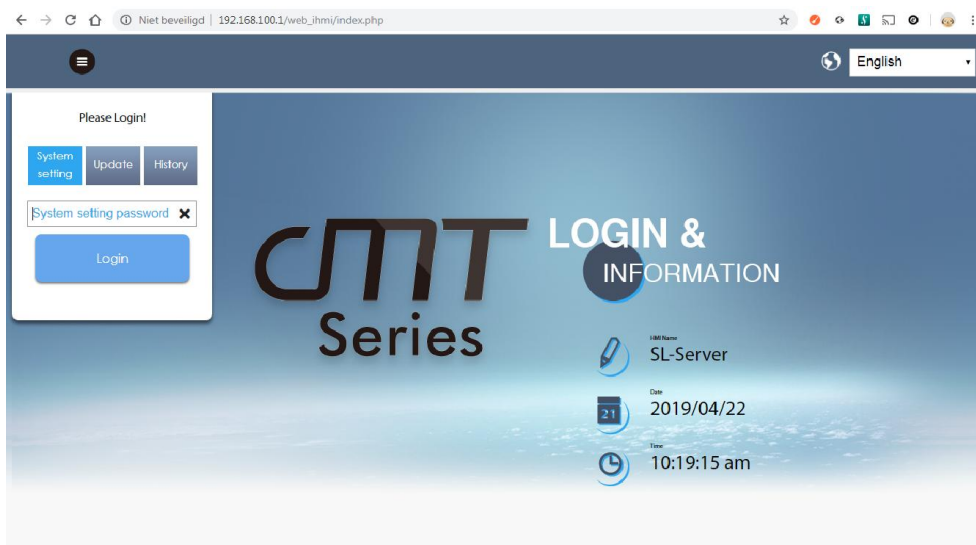 Niet beveiligd | 192.168.100.1/web_ihmi/index.php
English
Please Login!
System setting
Update
History
System setting password
Login
cMT
Series
LOGIN &
INFORMATION
HMI Name
SL-Server
Date
21
2019/04/22
Time
10:19:15 am